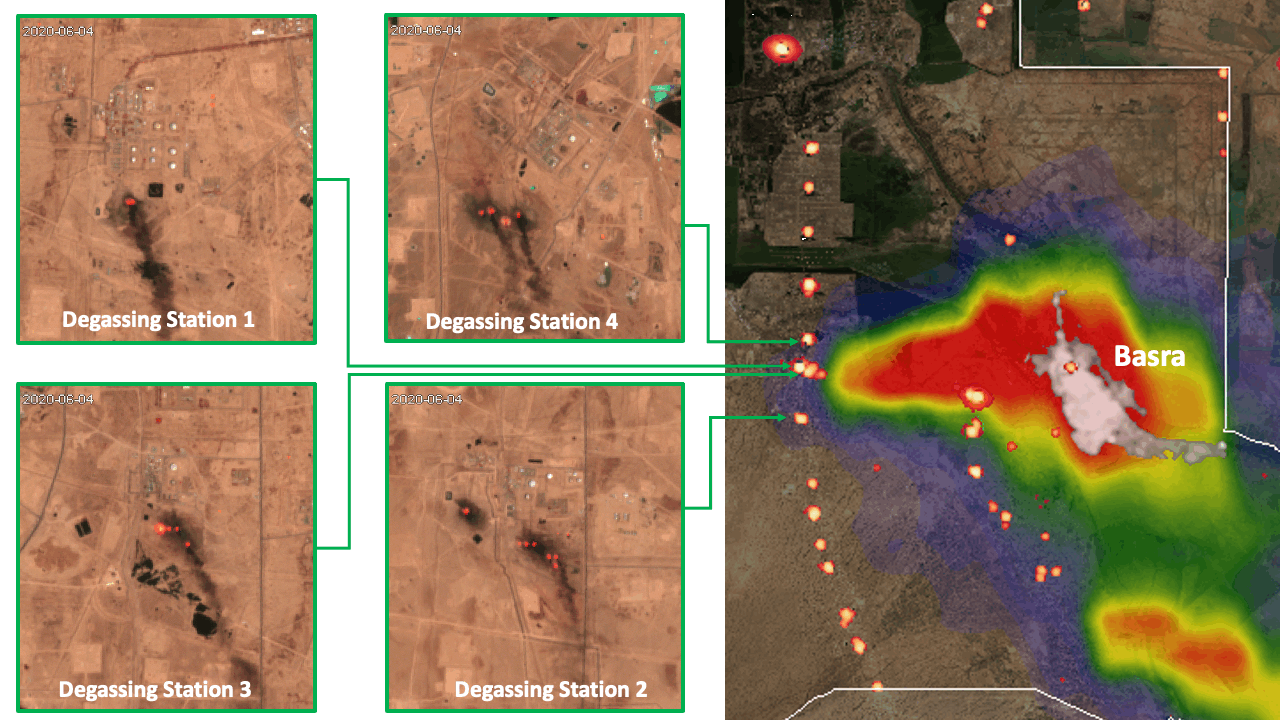 2020-06-04
Degassing Station 1
2020-06-04
Degassing Station 4
Basra
2020-06-04
Degassing Station 3
2020-06-04
Degassing Station 2